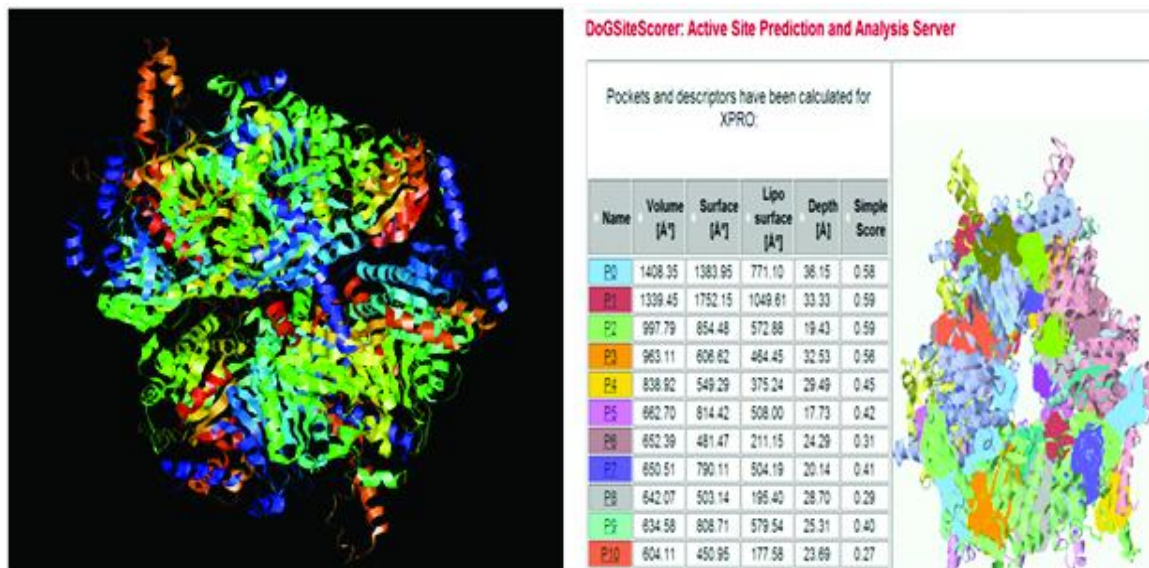 DoGSiteScorer: Active Site Prediction and Analysis Server
Pockets and descriptors have been calculated for
XPRO:
Name Volume [Å³] Surface [Å²] Lipo surface [Å²] Depth [Å] Simple Score
P0 1408.35 1383.95 771.10 36.15 0.58
P1 1339.45 1752.15 1049.61 33.33 0.59
P2 997.79 854.48 572.88 19.43 0.59
P3 963.11 606.62 464.45 32.53 0.56
P4 838.92 549.29 375.24 29.49 0.45
P5 662.70 814.42 508.00 17.73 0.42
P6 652.39 481.47 211.15 24.29 0.31
P7 650.51 790.11 504.19 20.14 0.41
P8 642.07 503.14 195.40 28.70 0.29
P9 634.58 808.71 579.54 25.31 0.40
P10 604.11 450.95 177.58 23.69 0.27